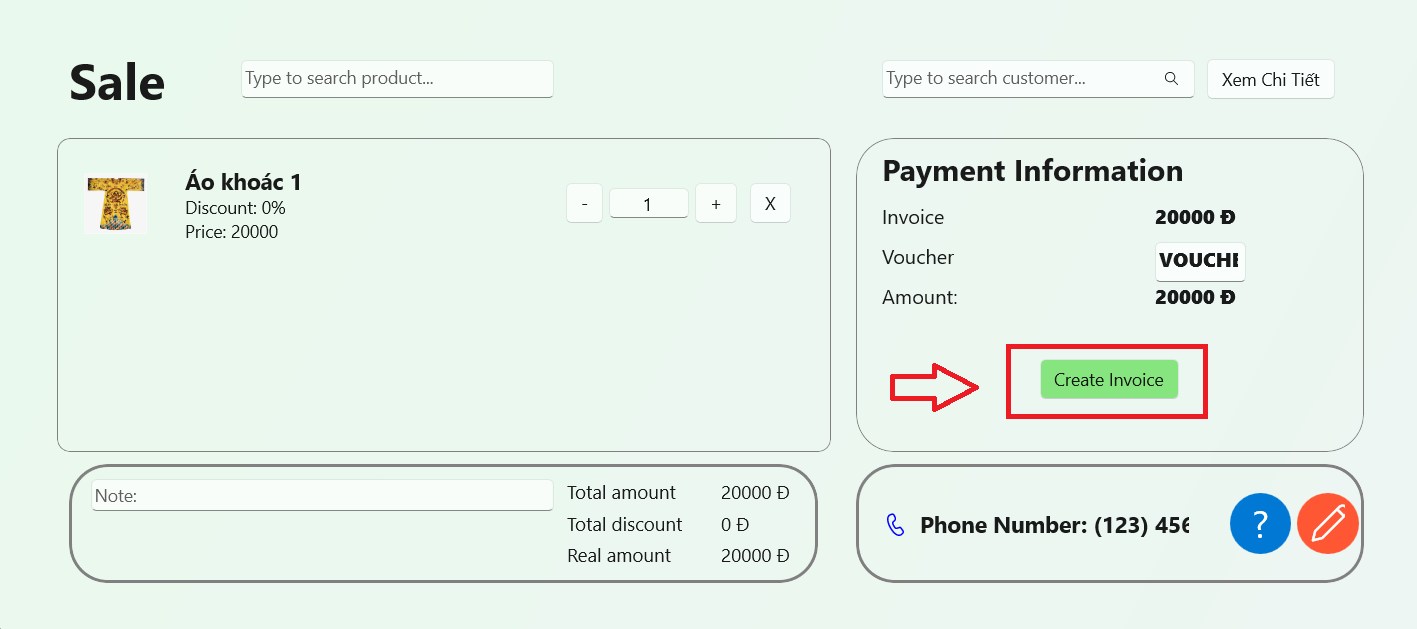 Sale
Type to search product...
Type to search customer...
Xem Chi Tiết
Áo khoác 1
Discount: 0%
Price: 20000
-
1
+
X
Payment Information
Invoice 20000 Đ
Voucher VOUCHE
Amount: 20000 Đ
Create Invoice
Note:
Total amount 20000 Đ
Total discount 0 Đ
Real amount 20000 Đ
Phone Number: (123) 456
?